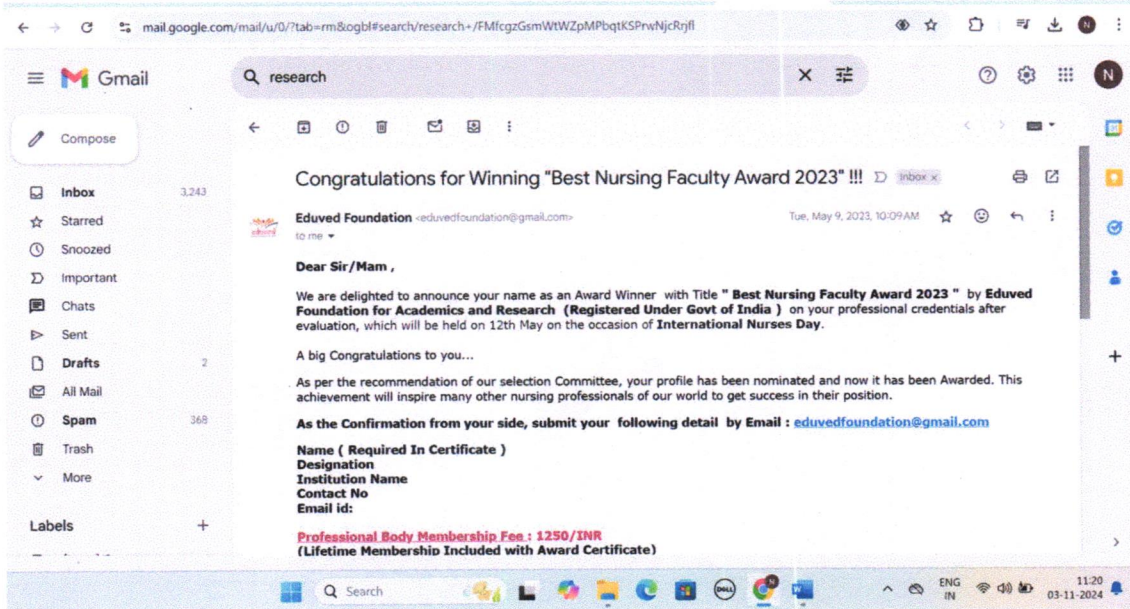 mail.google.com/mail/u/0/?tab=rm&ogbl#search/research+/FMfcgzGsmWtWZpMPbqtKSPrwNjcRrjfl
N
Gmail
research
N
Compose
Inbox 3,243
Starred
Snoozed
Important
Chats
Sent
Drafts 2
All Mail
Spam 368
Trash
More
Labels
Congratulations for Winning "Best Nursing Faculty Award 2023" !!! Inbox x
Eduved Foundation <eduvedfoundation@gmail.com> Tue, May 9, 2023, 10:09 AM
to me
Dear Sir/Mam ,
We are delighted to announce your name as an Award Winner with Title " Best Nursing Faculty Award 2023 " by Eduved
Foundation for Academics and Research (Registered Under Govt of India ) on your professional credentials after
evaluation, which will be held on 12th May on the occasion of International Nurses Day.
A big Congratulations to you...
As per the recommendation of our selection Committee, your profile has been nominated and now it has been Awarded. This
achievement will inspire many other nursing professionals of our world to get success in their position.
As the Confirmation from your side, submit your following detail by Email : eduvedfoundation@gmail.com
Name ( Required In Certificate )
Designation
Institution Name
Contact No
Email id:
Professional Body Membership Fee : 1250/INR
(Lifetime Membership Included with Award Certificate)
Search
DELL
N
W
ENG
IN
11:20
03-11-2024